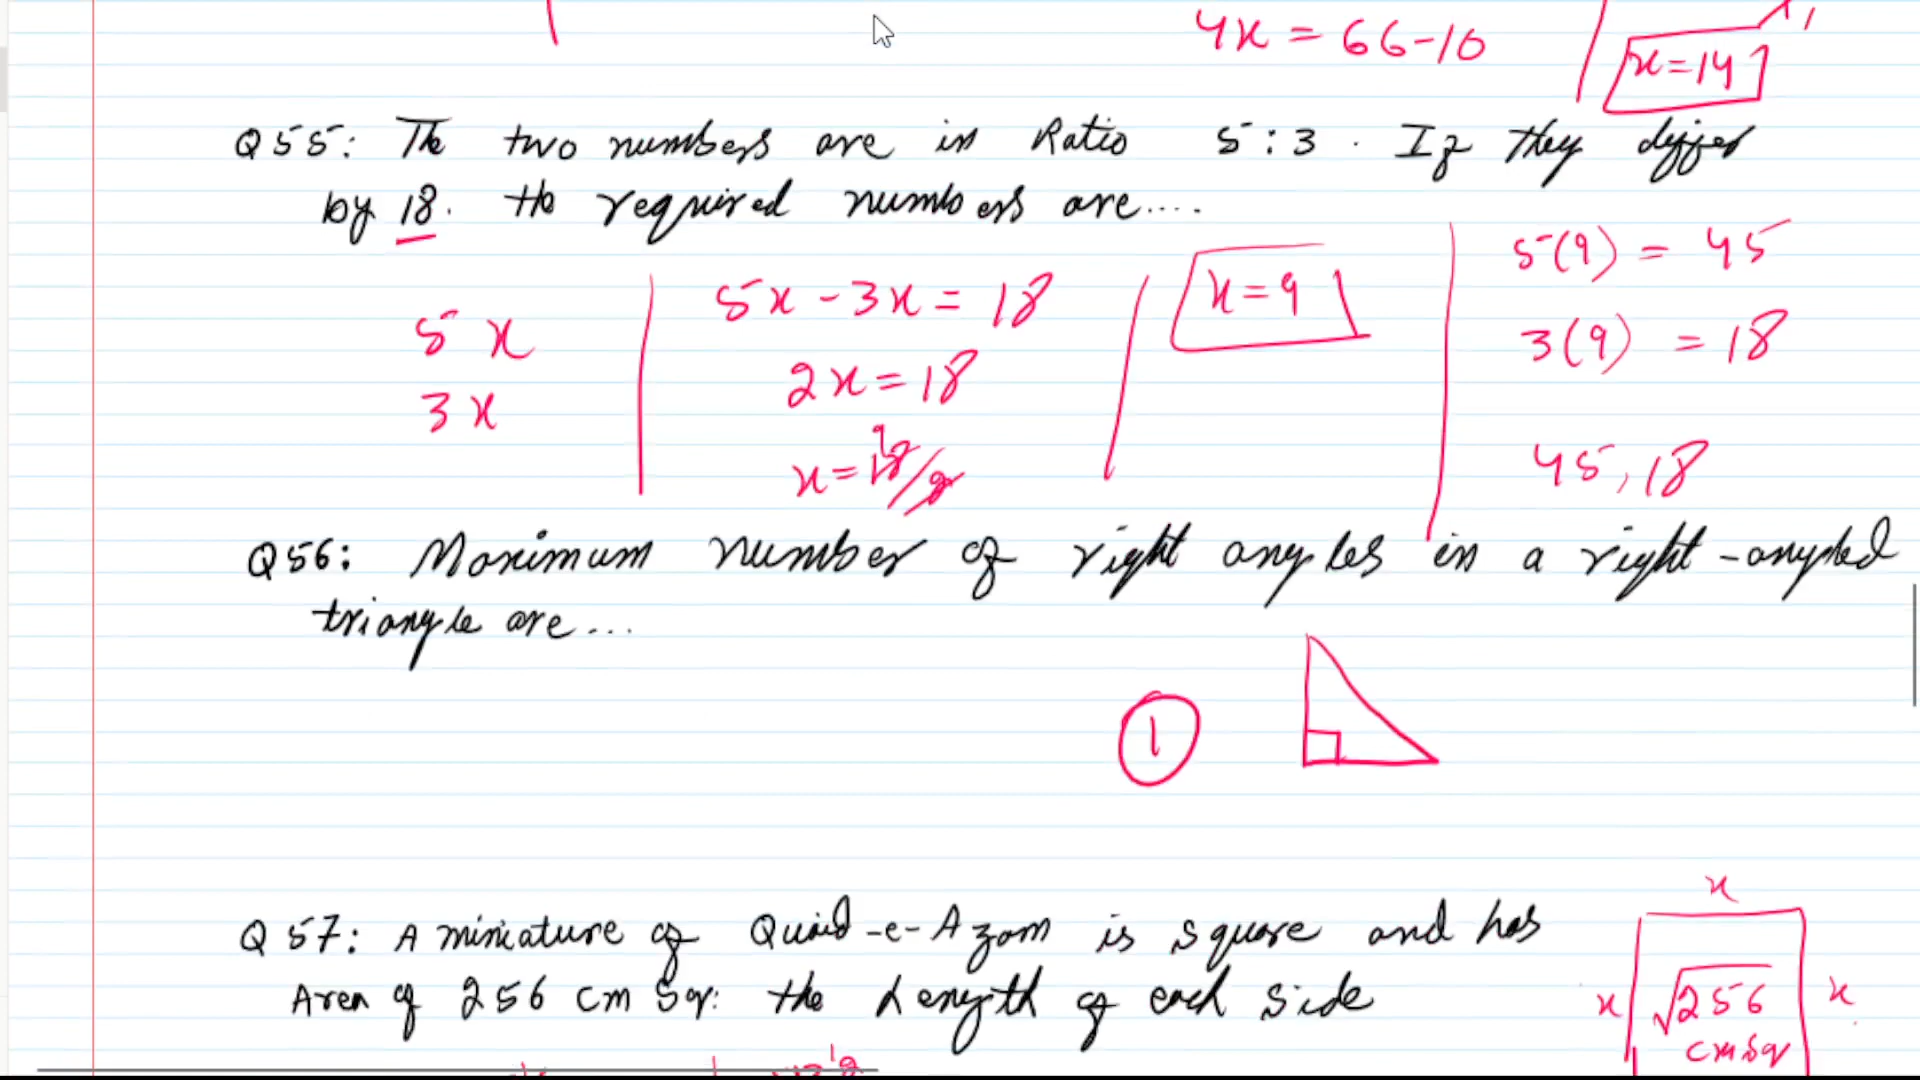 4x = 66-10
x=14
Q55: The two numbers are in Ratio 5:3. If they differ
by 18. the required numbers are....
5x
3x
5x - 3x = 18
2x = 18
x = 18/2
9
x = 9
5(9) = 45
3(9) = 18
45, 18
Q56: Maximum number of right angles in a right-angled
triangle are...
1
Q57: A miniature of Quaid-e-Azam is square and has
Area of 256 cm Sq. the Length of each side
x
x
√256
cmsq
x